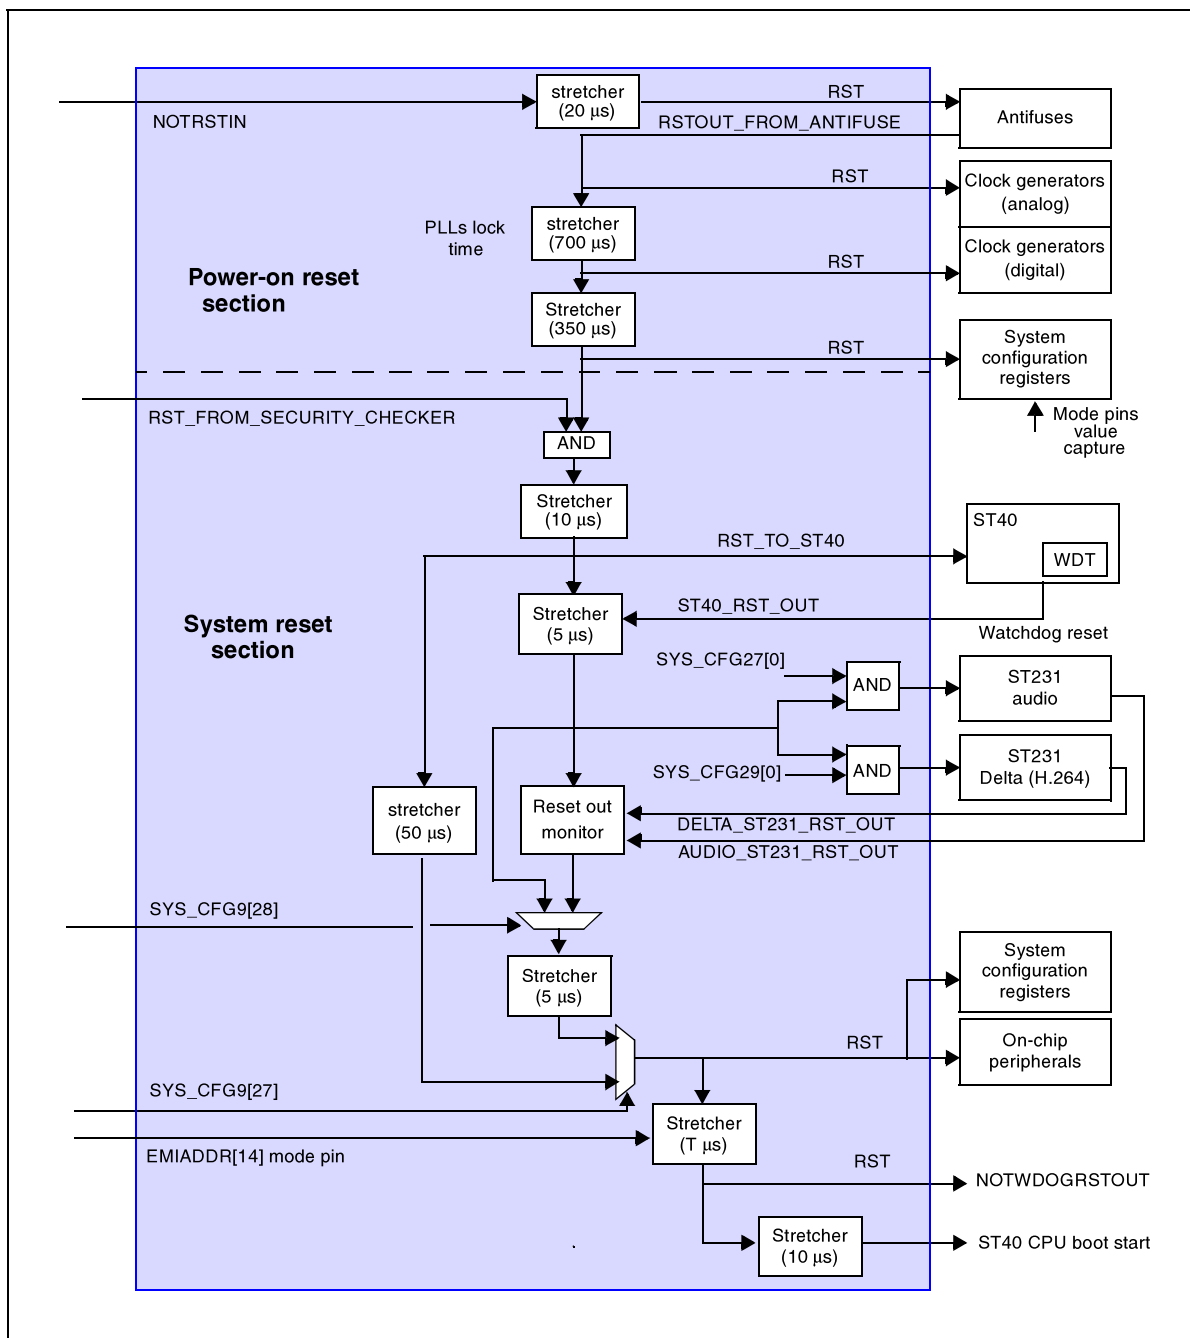 stretcher
(20 µs)
RST
NOTRSTIN
RSTOUT_FROM_ANTIFUSE
Antifuses
RST
Clock generators
(analog)
PLLs lock
time
stretcher
(700 µs)
Clock generators
(digital)
RST
Power-on reset
section
Stretcher
(350 µs)
RST
System
configuration
registers
RST_FROM_SECURITY_CHECKER
Mode pins
value
capture
AND
Stretcher
(10 µs)
RST_TO_ST40
ST40
WDT
Stretcher
(5 µs)
ST40_RST_OUT
System reset
section
Watchdog reset
SYS_CFG27[0]
AND
ST231
audio
SYS_CFG29[0]
AND
ST231
Delta (H.264)
stretcher
(50 µs)
Reset out
monitor
DELTA_ST231_RST_OUT
AUDIO_ST231_RST_OUT
SYS_CFG9[28]
Stretcher
(5 µs)
System
configuration
registers
RST
On-chip
peripherals
SYS_CFG9[27]
Stretcher
(T µs)
EMIADDR[14] mode pin
RST
NOTWDOGRSTOUT
Stretcher
(10 µs)
ST40 CPU boot start